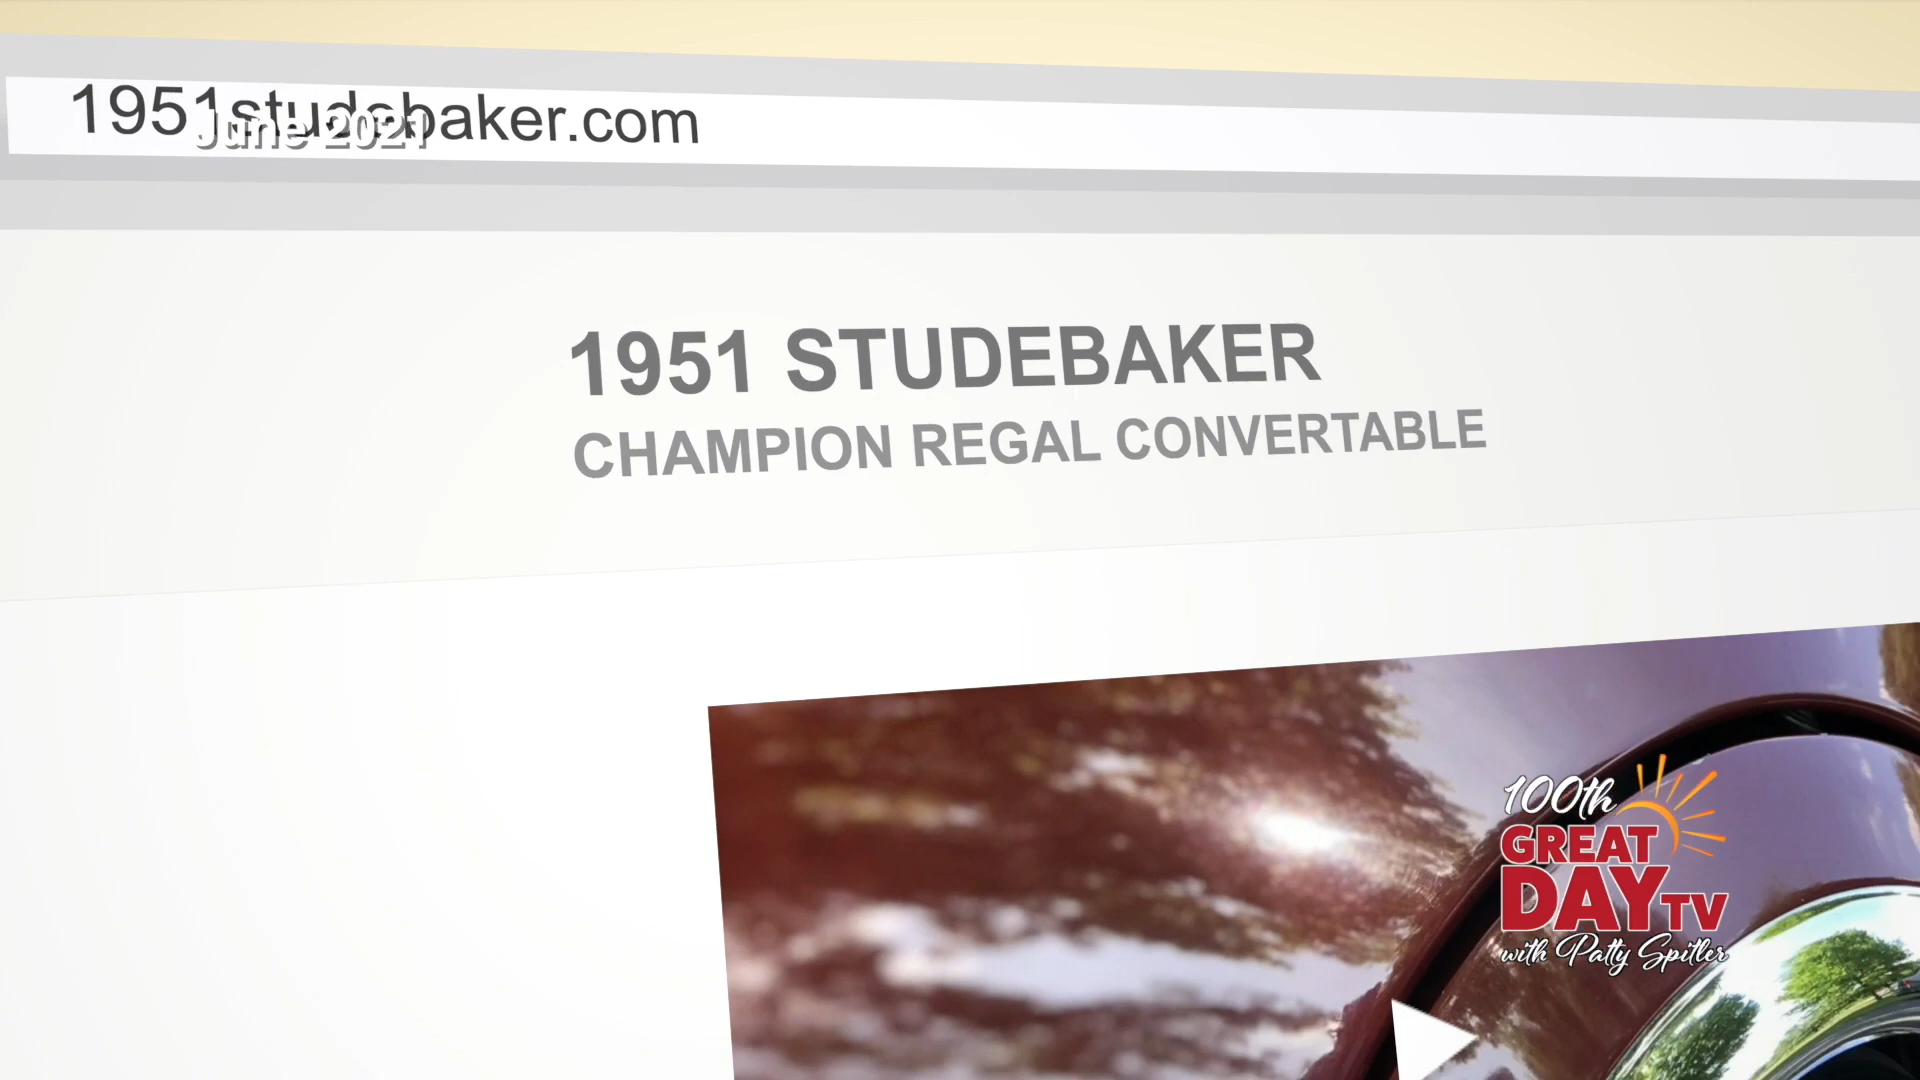 1951studebaker.com
June 2021
1951 STUDEBAKER
CHAMPION REGAL CONVERTABLE
100th
GREAT
DAY TV
with Patty Spitler